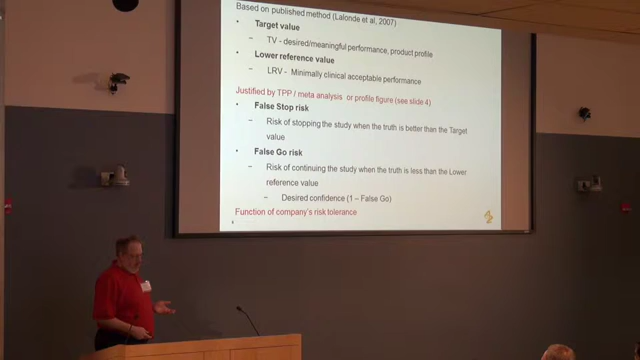 Based on published method (Lalonde et al, 2007)
• Target value
– TV - desired/meaningful performance, product profile
• Lower reference value
– LRV - Minimally clinical acceptable performance
Justified by TPP / meta analysis or profile figure (see slide 4)
• False Stop risk
– Risk of stopping the study when the truth is better than the Target
value
• False Go risk
– Risk of continuing the study when the truth is less than the Lower
reference value
– Desired confidence (1 – False Go)
Function of company's risk tolerance